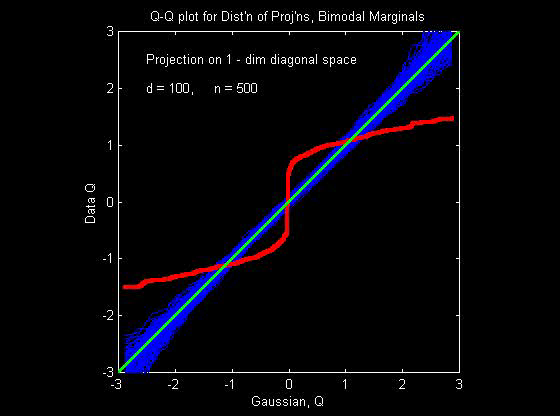 Q-Q plot for Dist'n of Proj'ns, Bimodal Marginals
Projection on 1 - dim diagonal space
d = 100, n = 500
3
2
1
0
-1
-2
-3
Data Q
-3 -2 -1 0 1 2 3
Gaussian, Q